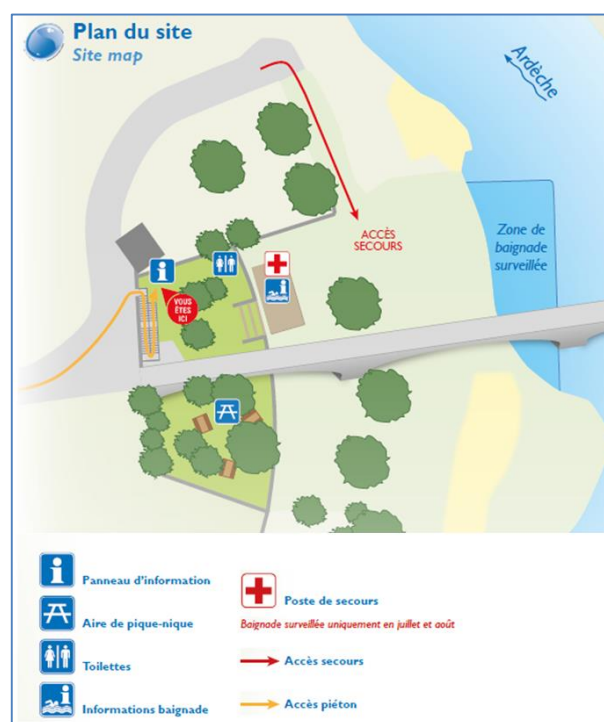 Plan du site
Site map
Ardèche
ACCÈS
SECOURS
Zone de
baignade
surveillée
VOUS
ÊTES
ICI
Panneau d'information
Aire de pique-nique
Toilettes
Informations baignade
Poste de secours
Baignade surveillée uniquement en juillet et août
Accès secours
Accès piéton